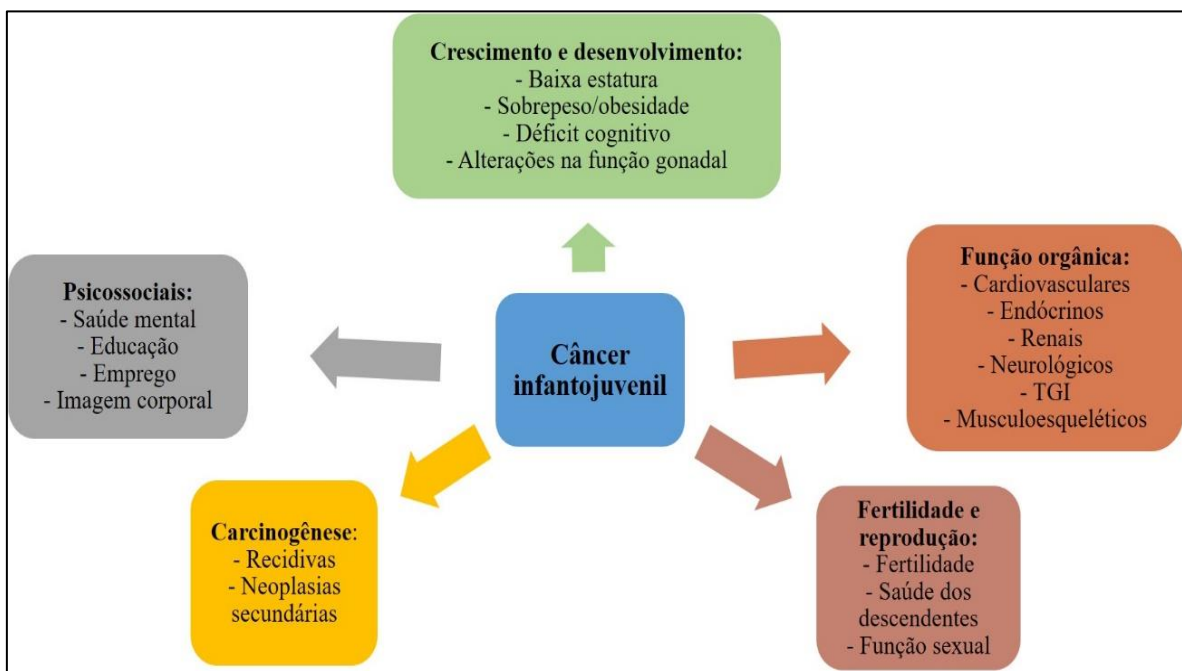 Crescimento e desenvolvimento:
- Baixa estatura
- Sobrepeso/obesidade
- Déficit cognitivo
- Alterações na função gonadal
Psicossociais:
- Saúde mental
- Educação
- Emprego
- Imagem corporal
Câncer
infantojuvenil
Função orgânica:
- Cardiovasculares
- Endócrinos
- Renais
- Neurológicos
- TGI
- Musculoesqueléticos
Carcinogênese:
- Recidivas
- Neoplasias
secundárias
Fertilidade e
reprodução:
- Fertilidade
- Saúde dos
descendentes
- Função sexual